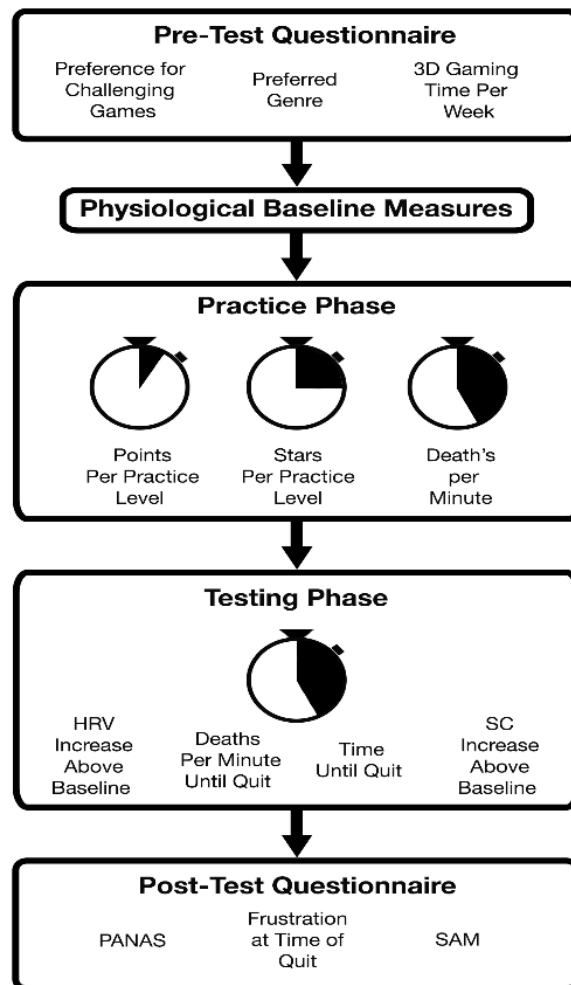 Pre-Test Questionnaire
Preference for
Challenging
Games
Preferred
Genre
3D Gaming
Time Per
Week
Physiological Baseline Measures
Practice Phase
Points
Per Practice
Level
Stars
Per Practice
Level
Death's
per
Minute
Testing Phase
HRV
Increase
Above
Baseline
Deaths
Per Minute
Until Quit
Time
Until Quit
SC
Increase
Above
Baseline
Post-Test Questionnaire
PANAS
Frustration
at Time of
Quit
SAM